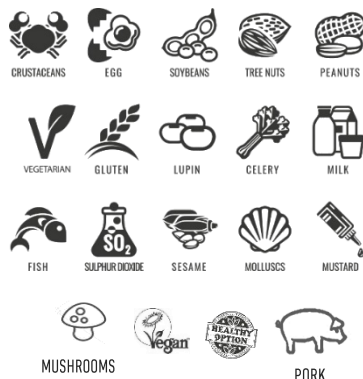 CRUSTACEANS EGG SOYBEANS TREE NUTS PEANUTS
VEGETARIAN GLUTEN LUPIN CELERY MILK
SO₂
FISH SULPHUR DIOXIDE SESAME MOLLUSCS MUSTARD
Vegan
HEALTHY
OPTION
MUSHROOMS PORK